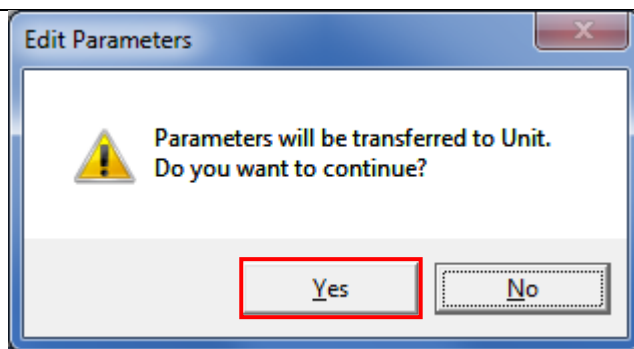 Edit Parameters
Parameters will be transferred to Unit.
Do you want to continue?
Yes
No